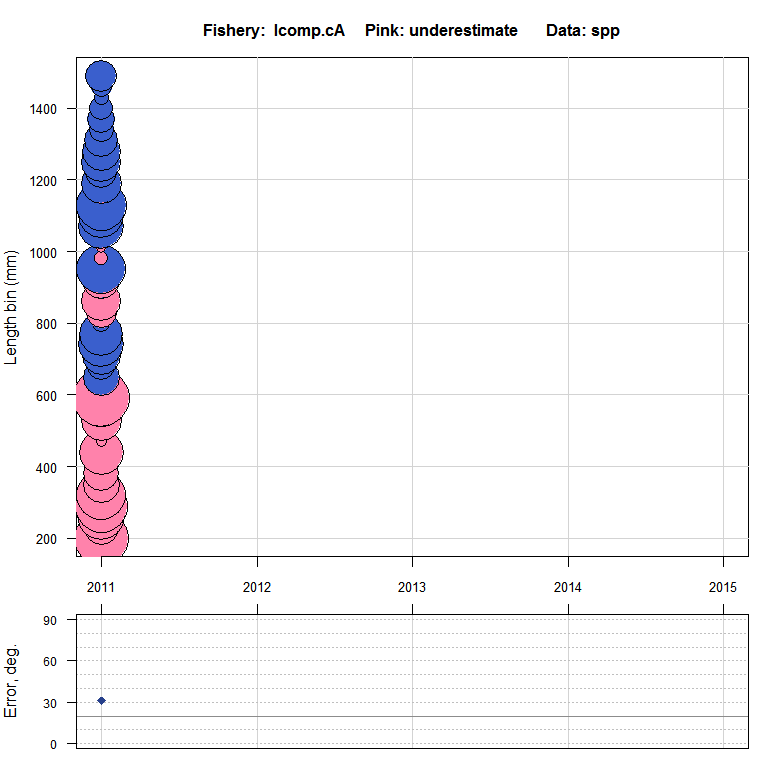 Fishery: lcomp.cA Pink: underestimate Data: spp
Length bin (mm)
1400
1200
1000
800
600
400
200
2011 2012 2013 2014 2015
Error, deg.
90
60
30
0